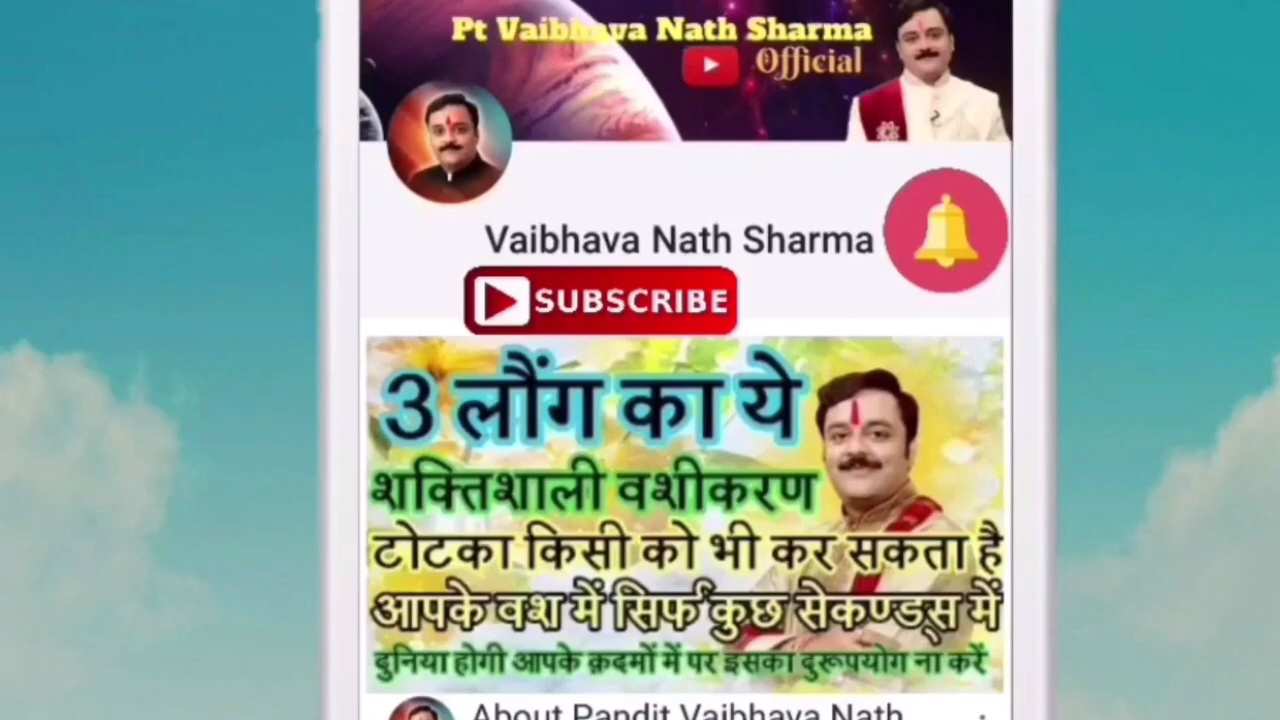 Pt Vaibhava Nath Sharma
Official
Vaibhava Nath Sharma
SUBSCRIBE
3 लौंग का ये
शक्तिशाली वशीकरण
टोटका किसी को भी कर सकता है
आपके वश में सिर्फ कुछ सेकण्ड्स में
दुनिया होगी आपके क़दमों में पर इसका दुरूपयोग ना करें
About Pandit Vaibhava Nath